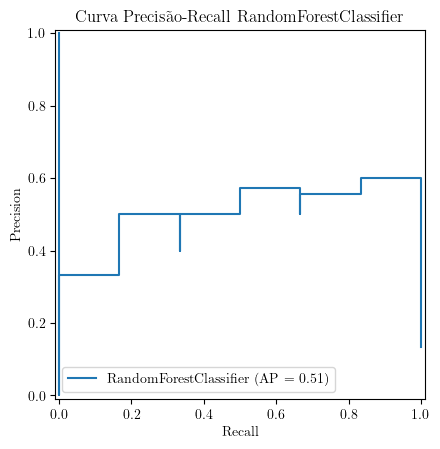 Curva Precisão-Recall RandomForestClassifier
1.0
0.8
0.6
0.4
0.2
0.0
Precision
RandomForestClassifier (AP = 0.51)
0.0 0.2 0.4 0.6 0.8 1.0
Recall